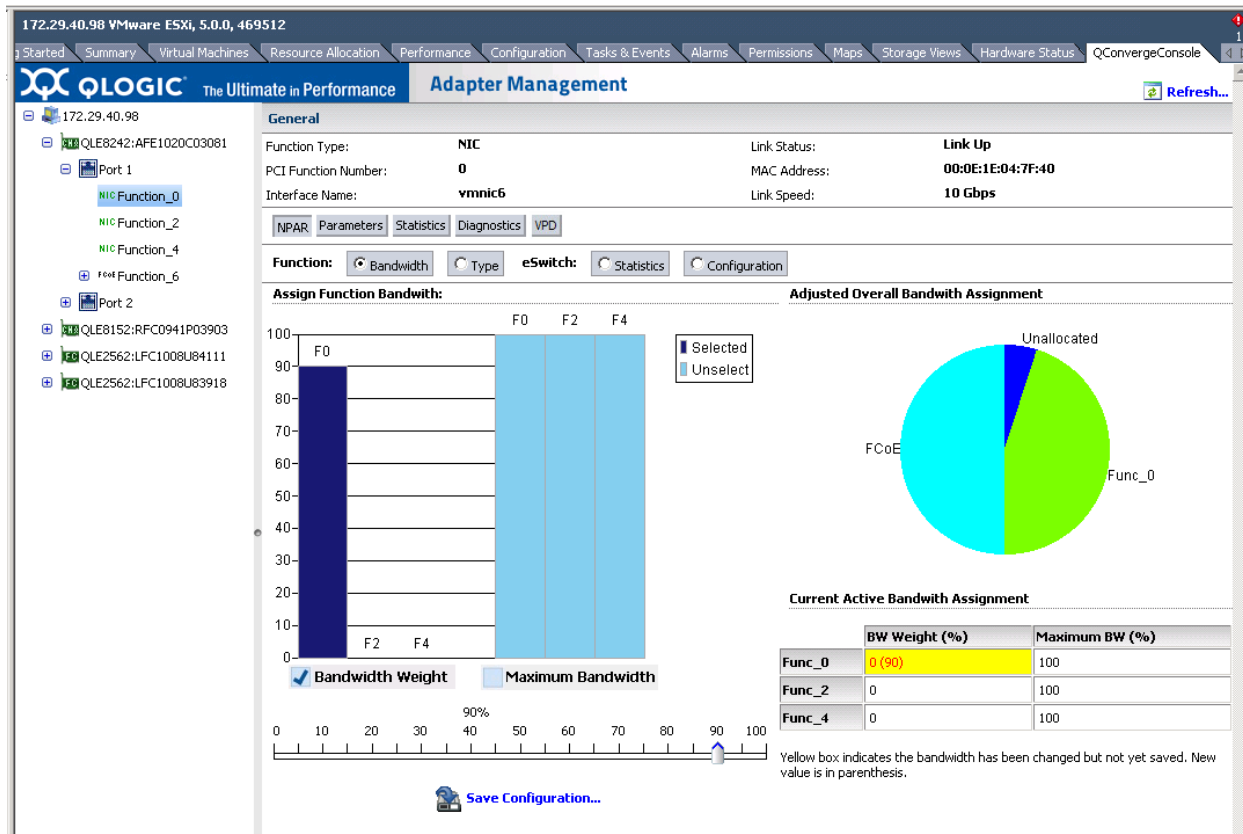 172.29.40.98 VMware ESXi, 5.0.0, 469512
g Started Summary Virtual Machines Resource Allocation Performance Configuration Tasks & Events Alarms Permissions Maps Storage Views Hardware Status QConvergeConsole
QLOGIC The Ultimate in Performance Adapter Management
Refresh...
172.29.40.98
QLE8242:AFE1020C03081
Port 1
NIC Function_0
NIC Function_2
NIC Function_4
FCoE Function_6
Port 2
QLE8152:RFC0941P03903
FC QLE2562:LFC1008U84111
FC QLE2562:LFC1008U83918
General
Function Type: NIC Link Status: Link Up
PCI Function Number: 0 MAC Address: 00:0E:1E:04:7F:40
Interface Name: vmnic6 Link Speed: 10 Gbps
NPAR Parameters Statistics Diagnostics VPD
Function: Bandwidth Type eSwitch: Statistics Configuration
Assign Function Bandwith:
F0 F2 F4
100
F0
90
80
70
60
50
40
30
20
10
F2 F4
0
Selected
Unselect
Bandwidth Weight Maximum Bandwidth
90%
0 10 20 30 40 50 60 70 80 90 100
Save Configuration...
Adjusted Overall Bandwith Assignment
Unallocated
FCoE
Func_0
Current Active Bandwith Assignment
BW Weight (%) Maximum BW (%)
Func_0 0 (90) 100
Func_2 0 100
Func_4 0 100
Yellow box indicates the bandwidth has been changed but not yet saved. New
value is in parenthesis.